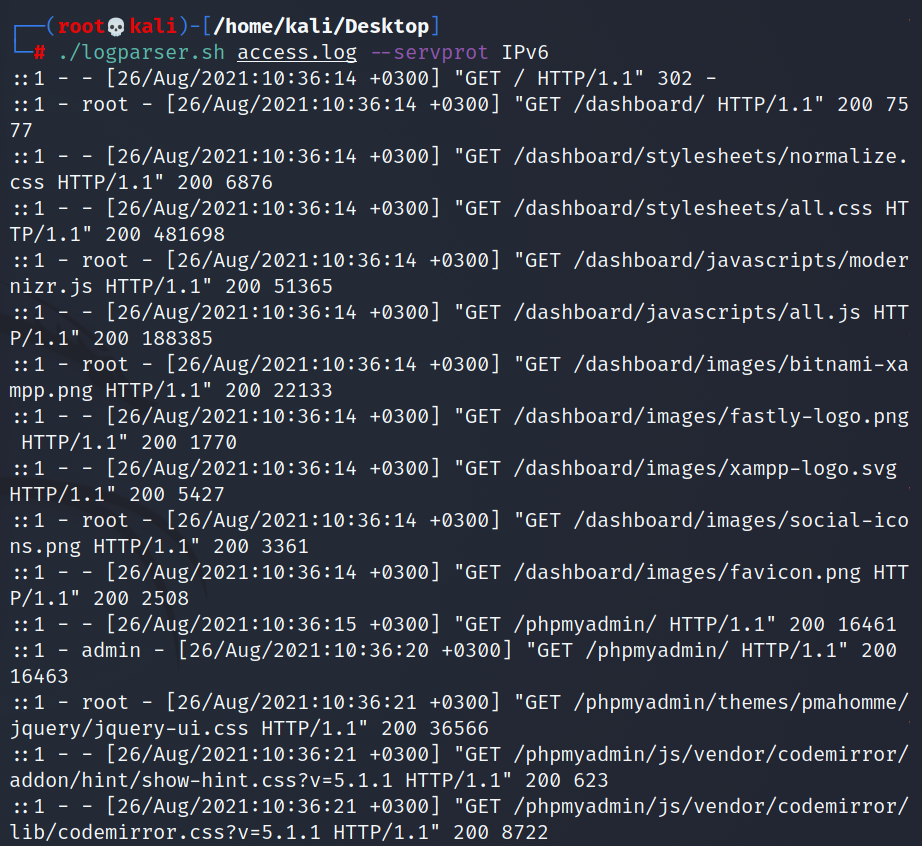 ┌──(root💀kali)-[/home/kali/Desktop]
└─# ./logparser.sh access.log --servprot IPv6
::1 - - [26/Aug/2021:10:36:14 +0300] "GET / HTTP/1.1" 302 -
::1 - root - [26/Aug/2021:10:36:14 +0300] "GET /dashboard/ HTTP/1.1" 200 75
77
::1 - - [26/Aug/2021:10:36:14 +0300] "GET /dashboard/stylesheets/normalize.
css HTTP/1.1" 200 6876
::1 - - [26/Aug/2021:10:36:14 +0300] "GET /dashboard/stylesheets/all.css HT
TP/1.1" 200 481698
::1 - root - [26/Aug/2021:10:36:14 +0300] "GET /dashboard/javascripts/moder
nizr.js HTTP/1.1" 200 51365
::1 - - [26/Aug/2021:10:36:14 +0300] "GET /dashboard/javascripts/all.js HTT
P/1.1" 200 188385
::1 - root - [26/Aug/2021:10:36:14 +0300] "GET /dashboard/images/bitnami-xa
mpp.png HTTP/1.1" 200 22133
::1 - - [26/Aug/2021:10:36:14 +0300] "GET /dashboard/images/fastly-logo.png
 HTTP/1.1" 200 1770
::1 - - [26/Aug/2021:10:36:14 +0300] "GET /dashboard/images/xampp-logo.svg
HTTP/1.1" 200 5427
::1 - root - [26/Aug/2021:10:36:14 +0300] "GET /dashboard/images/social-ico
ns.png HTTP/1.1" 200 3361
::1 - - [26/Aug/2021:10:36:14 +0300] "GET /dashboard/images/favicon.png HTT
P/1.1" 200 2508
::1 - - [26/Aug/2021:10:36:15 +0300] "GET /phpmyadmin/ HTTP/1.1" 200 16461
::1 - admin - [26/Aug/2021:10:36:20 +0300] "GET /phpmyadmin/ HTTP/1.1" 200
16463
::1 - root - [26/Aug/2021:10:36:21 +0300] "GET /phpmyadmin/themes/pmahomme/
jquery/jquery-ui.css HTTP/1.1" 200 36566
::1 - - [26/Aug/2021:10:36:21 +0300] "GET /phpmyadmin/js/vendor/codemirror/
addon/hint/show-hint.css?v=5.1.1 HTTP/1.1" 200 623
::1 - - [26/Aug/2021:10:36:21 +0300] "GET /phpmyadmin/js/vendor/codemirror/
lib/codemirror.css?v=5.1.1 HTTP/1.1" 200 8722